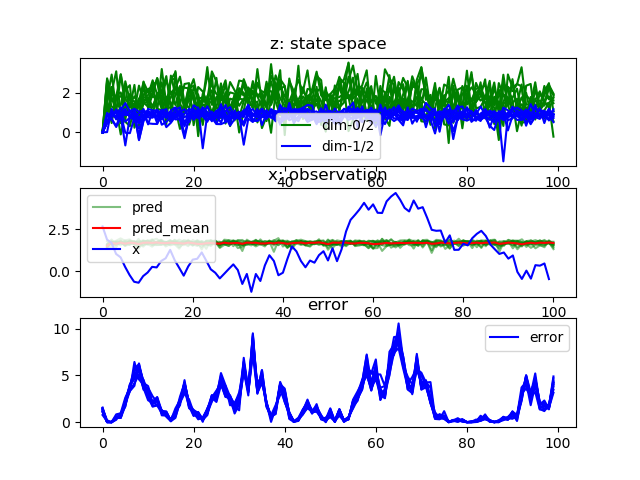 z: state space
2
0
dim-0/2
dim-1/2
0 20 40 60 80 100
x: observation
2.5
0.0
pred
pred_mean
x
0 20 40 60 80 100
error
10
5
0
error
0 20 40 60 80 100